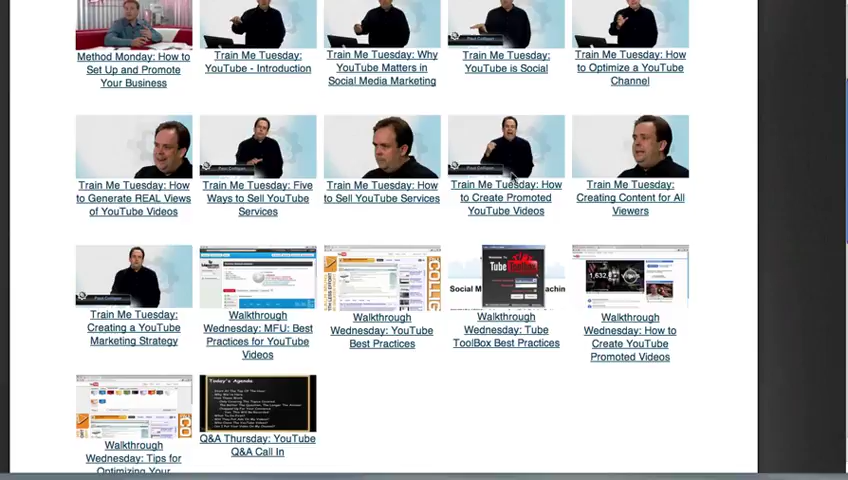 Method Monday: How to
Set Up and Promote
Your Business
Train Me Tuesday:
YouTube - Introduction
Train Me Tuesday: Why
YouTube Matters in
Social Media Marketing
Train Me Tuesday:
YouTube is Social
Train Me Tuesday: How
to Optimize a YouTube
Channel
Train Me Tuesday: How
to Generate REAL Views
of YouTube Videos
Train Me Tuesday: Five
Ways to Sell YouTube
Services
Train Me Tuesday: How
to Sell YouTube Services
Train Me Tuesday: How
to Create Promoted
YouTube Videos
Train Me Tuesday:
Creating Content for All
Viewers
Train Me Tuesday:
Creating a YouTube
Marketing Strategy
Walkthrough
Wednesday: MFU: Best
Practices for YouTube
Videos
Walkthrough
Wednesday: YouTube
Best Practices
Social M
Walkthrough
Wednesday: Tube
ToolBox Best Practices
Walkthrough
Wednesday: How to
Create YouTube
Promoted Videos
Walkthrough
Wednesday: Tips for
Optimizing Your
Today's Agenda
Q&A Thursday: YouTube
Q&A Call In